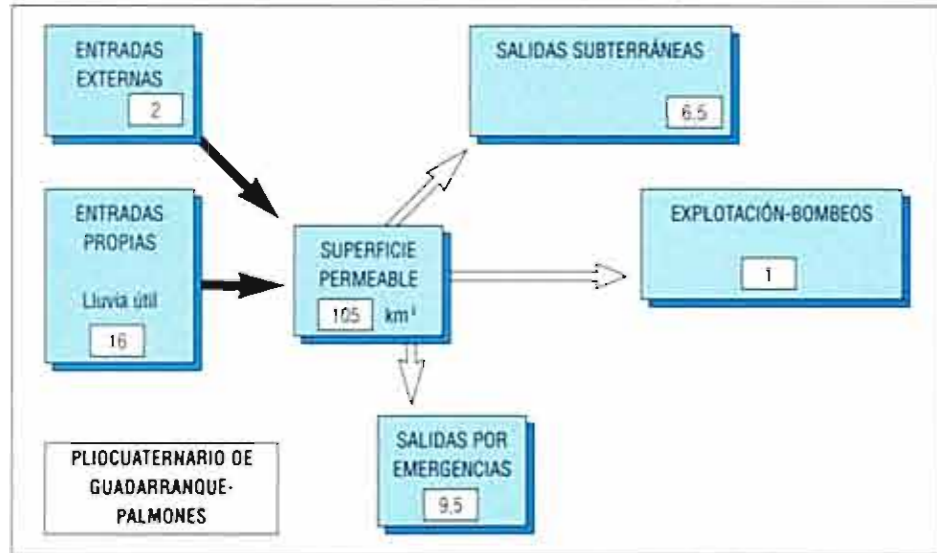 ENTRADAS
EXTERNAS
2
SALIDAS SUBTERRÁNEAS
6,5
ENTRADAS
PROPIAS
Lluvia útil
16
SUPERFICIE
PERMEABLE
105 km²
EXPLOTACIÓN-BOMBEOS
1
SALIDAS POR
EMERGENCIAS
9,5
PLIOCUATERNARIO DE
GUADARRANQUE-
PALMONES